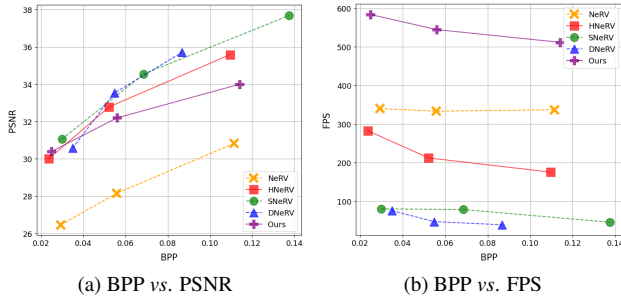 38
36
34
32
30
28
26
PSNR
0.02
0.04
0.06
0.08
0.10
0.12
0.14
BPP
NeRV
HNeRV
SNeRV
DNeRV
Ours
(a) BPP vs. PSNR
600
500
400
300
200
100
FPS
0.02
0.04
0.06
0.08
0.10
0.12
0.14
BPP
NeRV
HNeRV
SNeRV
DNeRV
Ours
(b) BPP vs. FPS